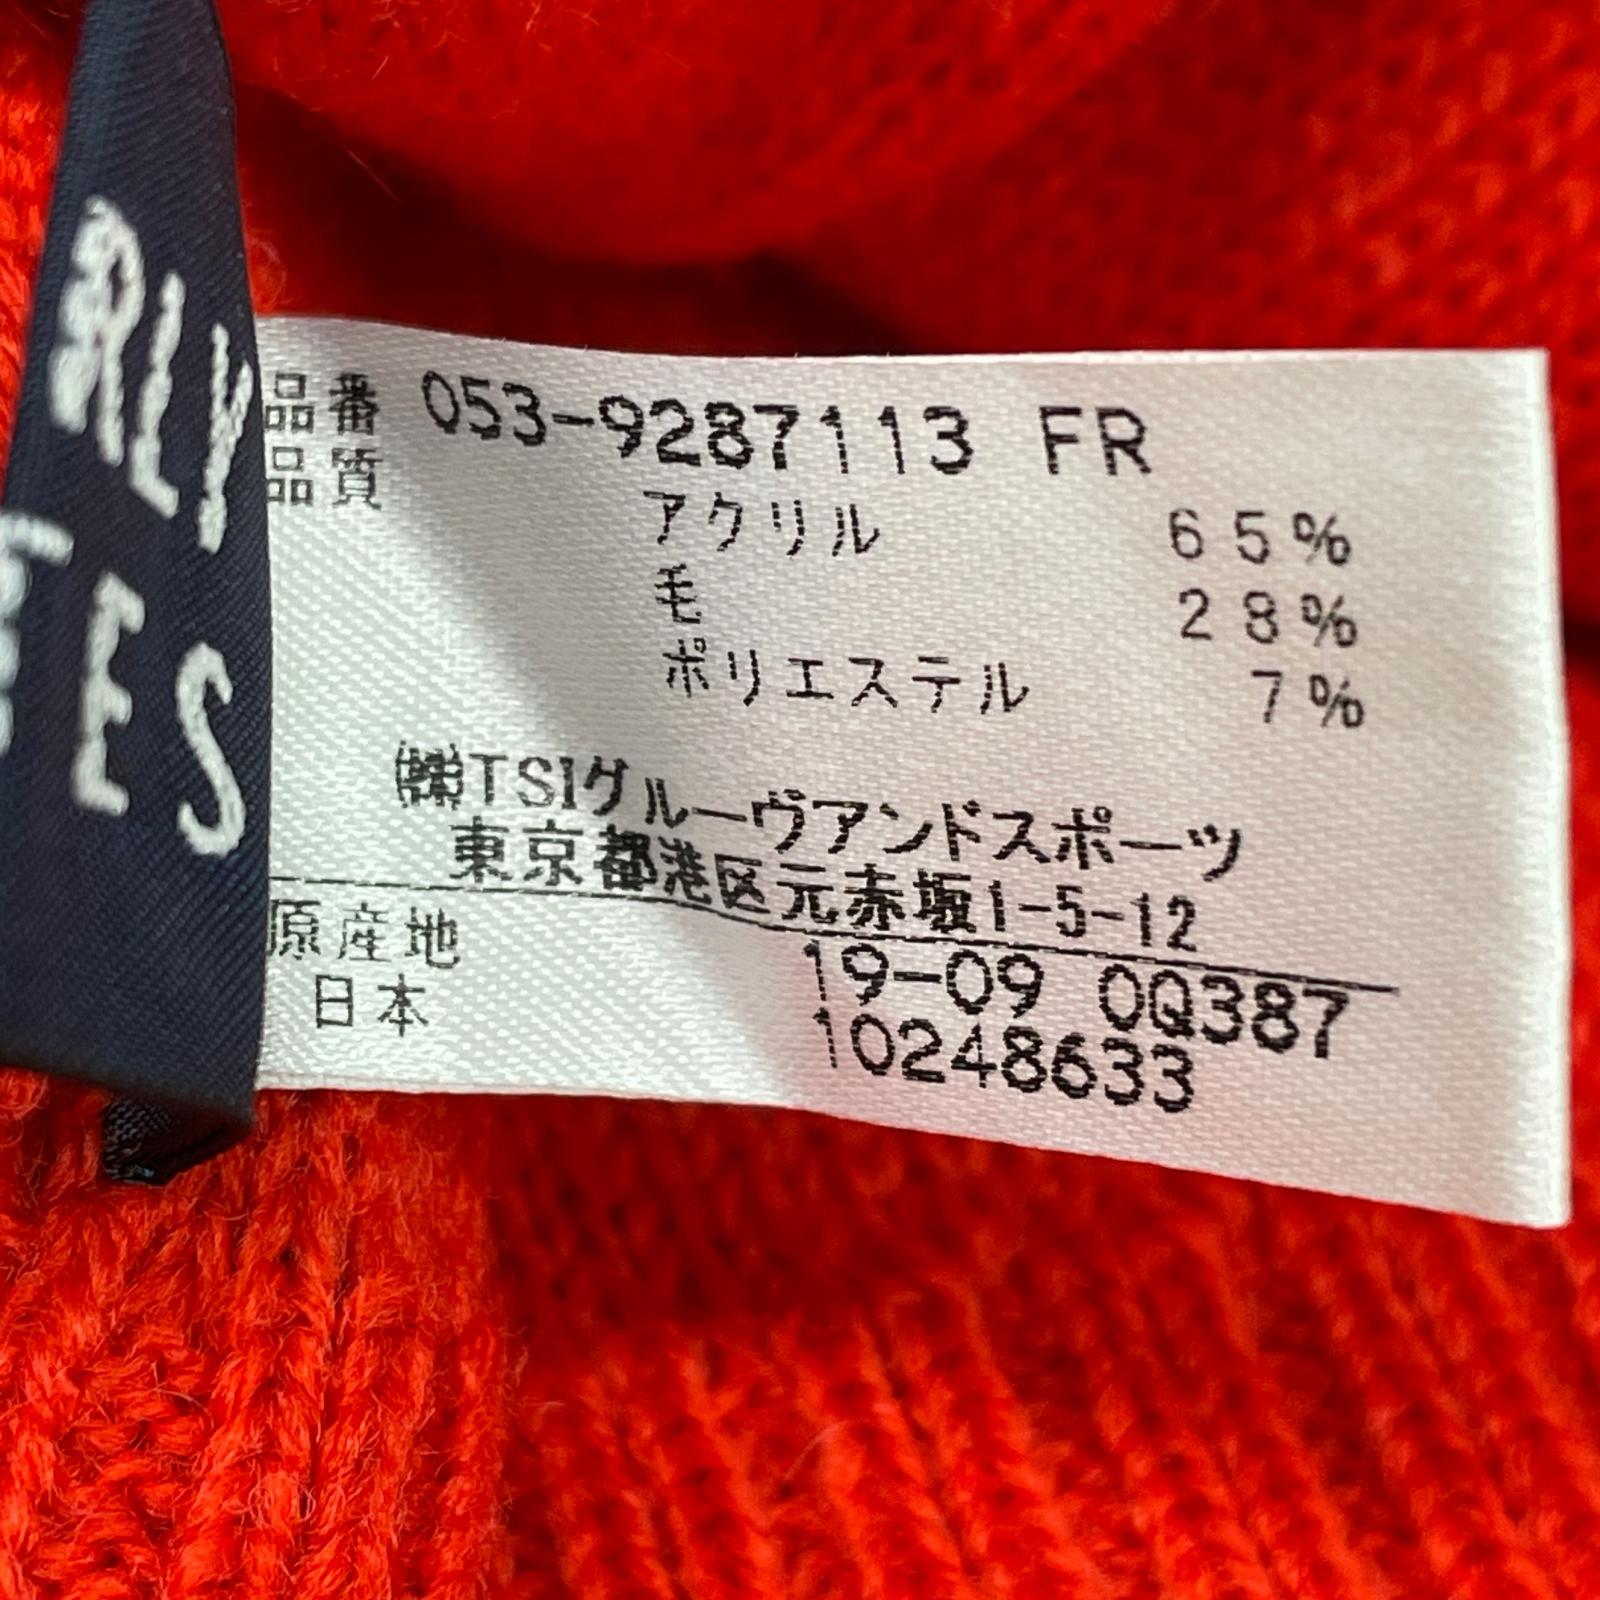 RLY
ES
品番 053-9287113 FR
品質
アクリル 65%
毛 28%
ポリエステル 7%
㈱TSIグルーヴアンドスポーツ
東京都港区元赤坂1-5-12
原産地
日本
19-09 0Q387
10248633